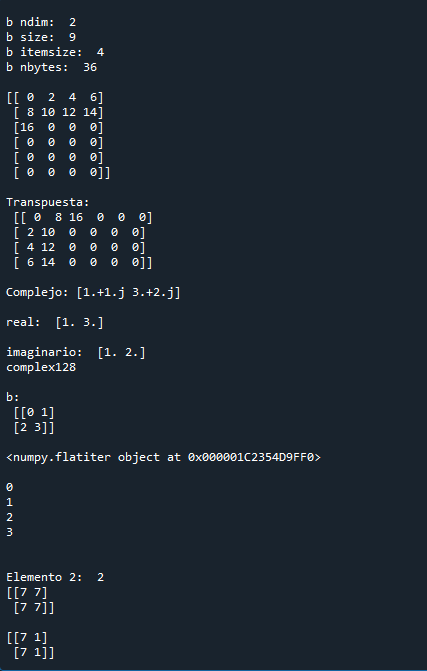 b ndim:  2
b size:  9
b itemsize:  4
b nbytes:  36
[[ 0  2  4  6]
 [ 8 10 12 14]
 [16  0  0  0]
 [ 0  0  0  0]
 [ 0  0  0  0]
 [ 0  0  0  0]]
Transpuesta:
 [[ 0  8 16  0  0  0]
 [ 2 10  0  0  0  0]
 [ 4 12  0  0  0  0]
 [ 6 14  0  0  0  0]]
Complejo: [1.+1.j 3.+2.j]
real:  [1. 3.]
imaginario:  [1. 2.]
complex128
b:
 [[0 1]
 [2 3]]
<numpy.flatiter object at 0x000001C2354D9FF0>
0
1
2
3
Elemento 2:  2
[[7 7]
 [7 7]]
[[7 1]
 [7 1]]